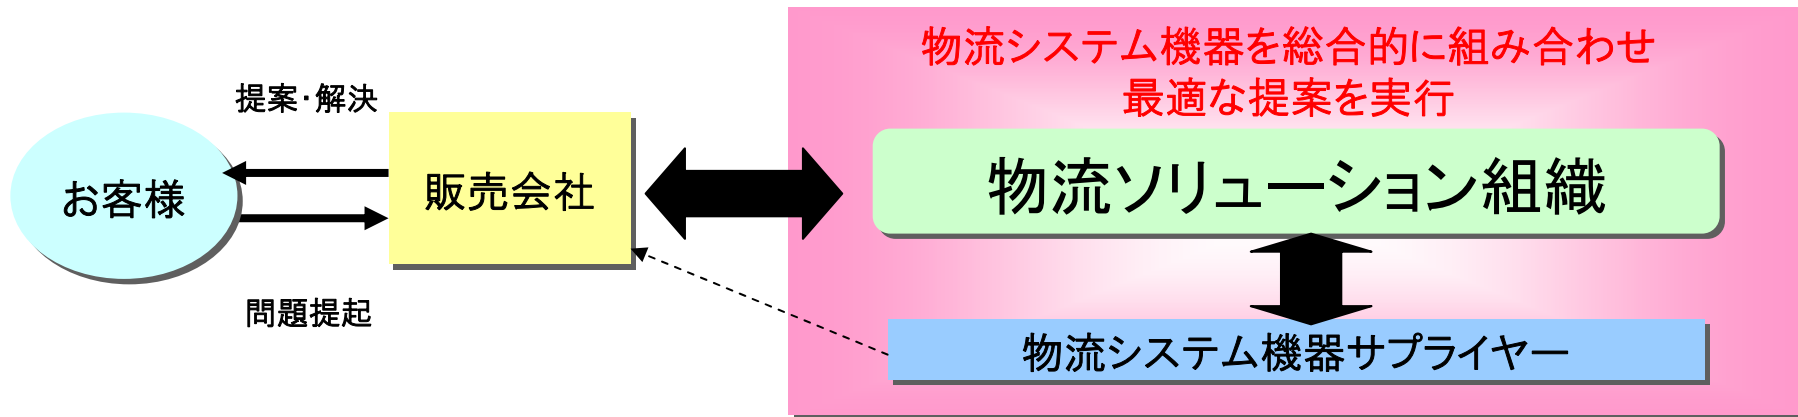 物流システム機器を総合的に組み合わせ
最適な提案を実行
提案・解決
お客様
販売会社
物流ソリューション組織
問題提起
物流システム機器サプライヤー